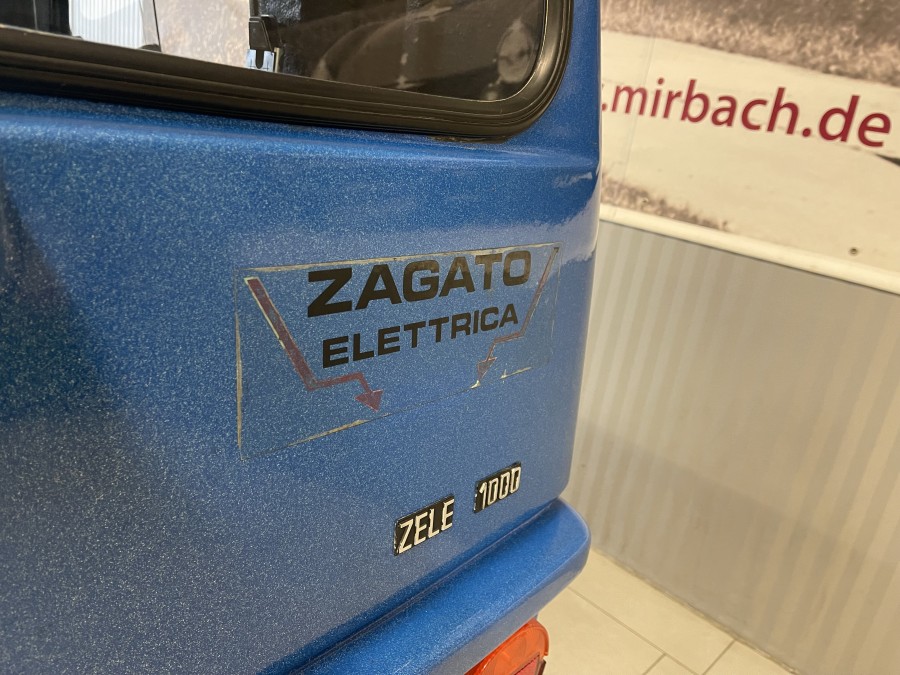 .mirbach.de
ZAGATO
ELETTRICA
ZELE 1000